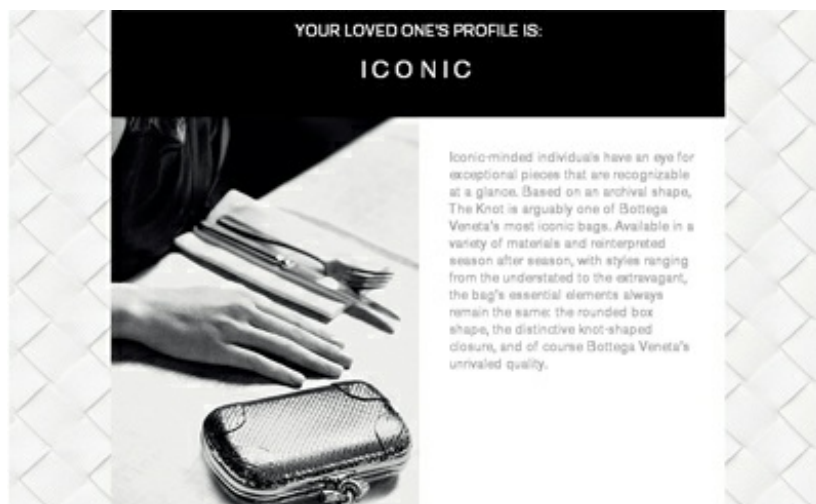 YOUR LOVED ONE'S PROFILE IS:
ICONIC
Iconic-minded individuals have an eye for
exceptional pieces that are recognizable
at a glance. Based on an archival shape,
The Knot is arguably one of Bottega
Veneta's most iconic bags. Available in a
variety of materials and reinterpreted
season after season, with styles ranging
from the understated to the extravagant,
the bag's essential elements always
remain the same: the rounded box
shape, the distinctive knot-shaped
closure, and of course Bottega Veneta's
unrivaled quality.